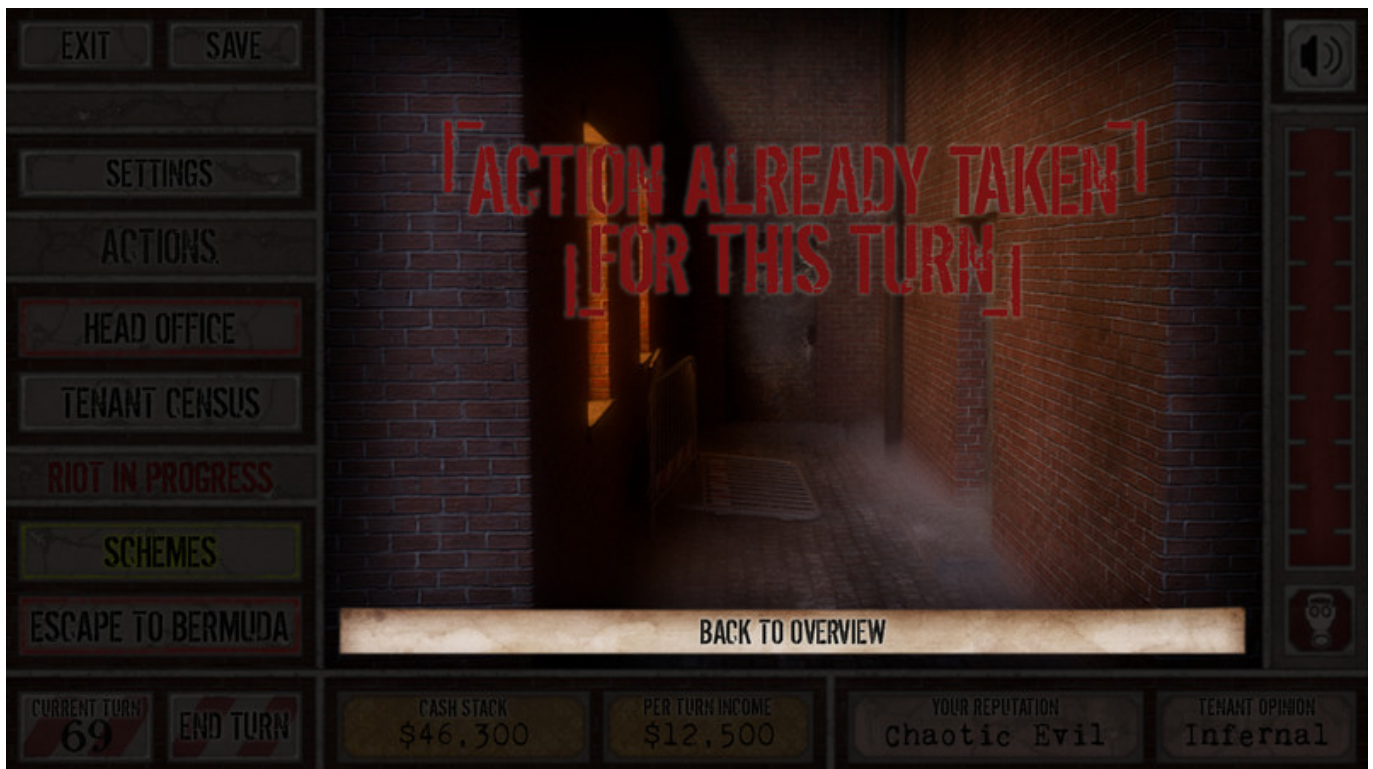 EXIT
SAVE
SETTINGS
ACTIONS
HEAD OFFICE
TENANT CENSUS
RIOT IN PROGRESS
SCHEMES
ESCAPE TO BERMUDA
ACTION ALREADY TAKEN
FOR THIS TURN
BACK TO OVERVIEW
CURRENT TURN
69
END TURN
CASH STACK
$46,300
PER TURN INCOME
$12,500
YOUR REPUTATION
Chaotic Evil
TENANT OPINION
Infernal